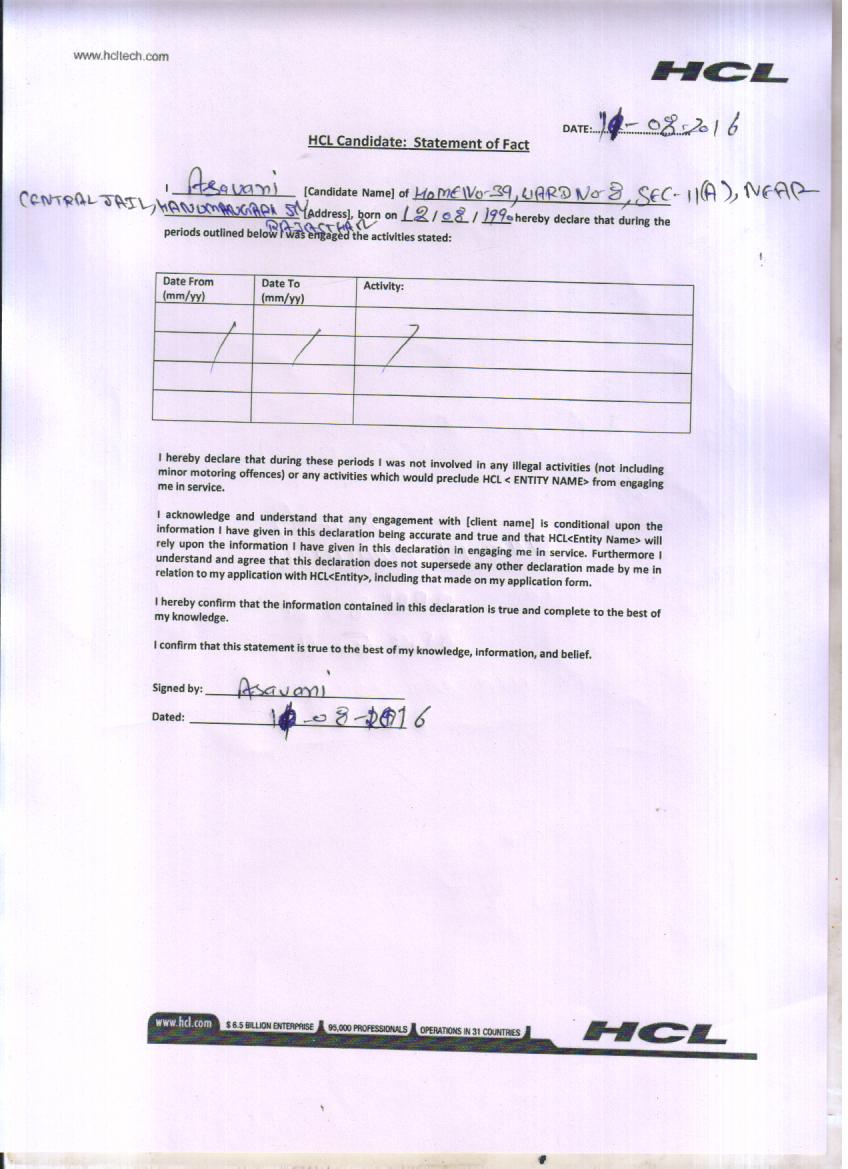 www.hcltech.com
HCL
DATE: - 08-2016
HCL Candidate: Statement of Fact
I Asavani [Candidate Name] of HOME No-39, WARD No 8, SEC-11(A), NEAR
CENTRAL JAIL, [Address], born on 12/08/1990 hereby declare that during the
RAJASTHAN
periods outlined below I was engaged the activities stated:
Date From Date To Activity:
(mm/yy) (mm/yy)
/ / /
I hereby declare that during these periods I was not involved in any illegal activities (not including
minor motoring offences) or any activities which would preclude HCL < ENTITY NAME> from engaging
me in service.
I acknowledge and understand that any engagement with [client name] is conditional upon the
information I have given in this declaration being accurate and true and that HCL<Entity Name> will
rely upon the information I have given in this declaration in engaging me in service. Furthermore I
understand and agree that this declaration does not supersede any other declaration made by me in
relation to my application with HCL<Entity>, including that made on my application form.
I hereby confirm that the information contained in this declaration is true and complete to the best of
my knowledge.
I confirm that this statement is true to the best of my knowledge, information, and belief.
Signed by: Asavani
Dated: -08-2016
www.hcl.com $ 6.5 BILLION ENTERPRISE 95,000 PROFESSIONALS OPERATIONS IN 31 COUNTRIES HCL